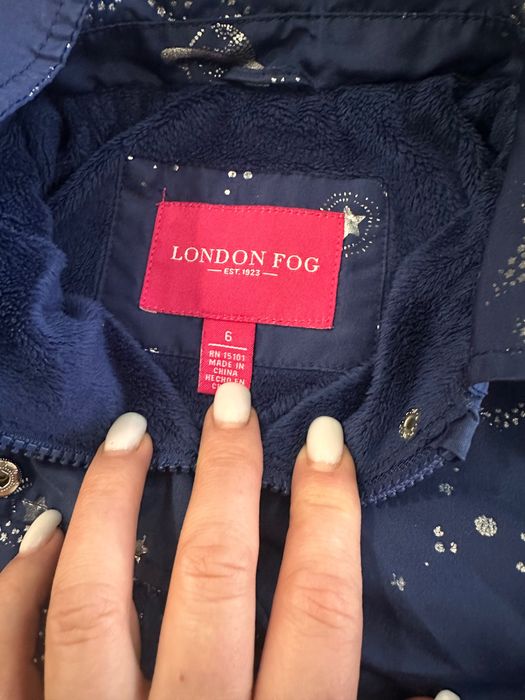 LONDON FOG
EST. 1923
6
RN 15101
MADE IN
CHINA
HECHO EN